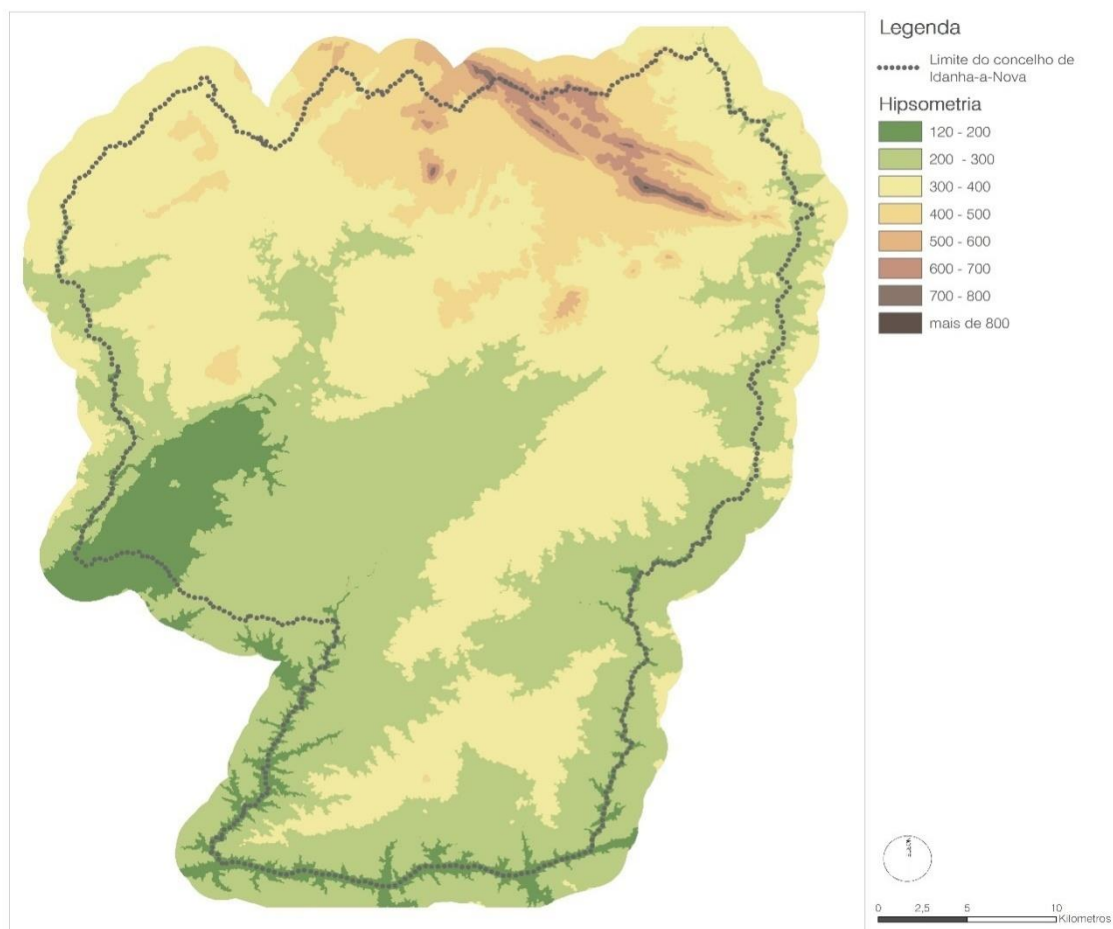 Legenda
Limite do concelho de
Idanha-a-Nova
Hipsometria
120 - 200
200 - 300
300 - 400
400 - 500
500 - 600
600 - 700
700 - 800
mais de 800
0 2,5 5 10
Kilometros